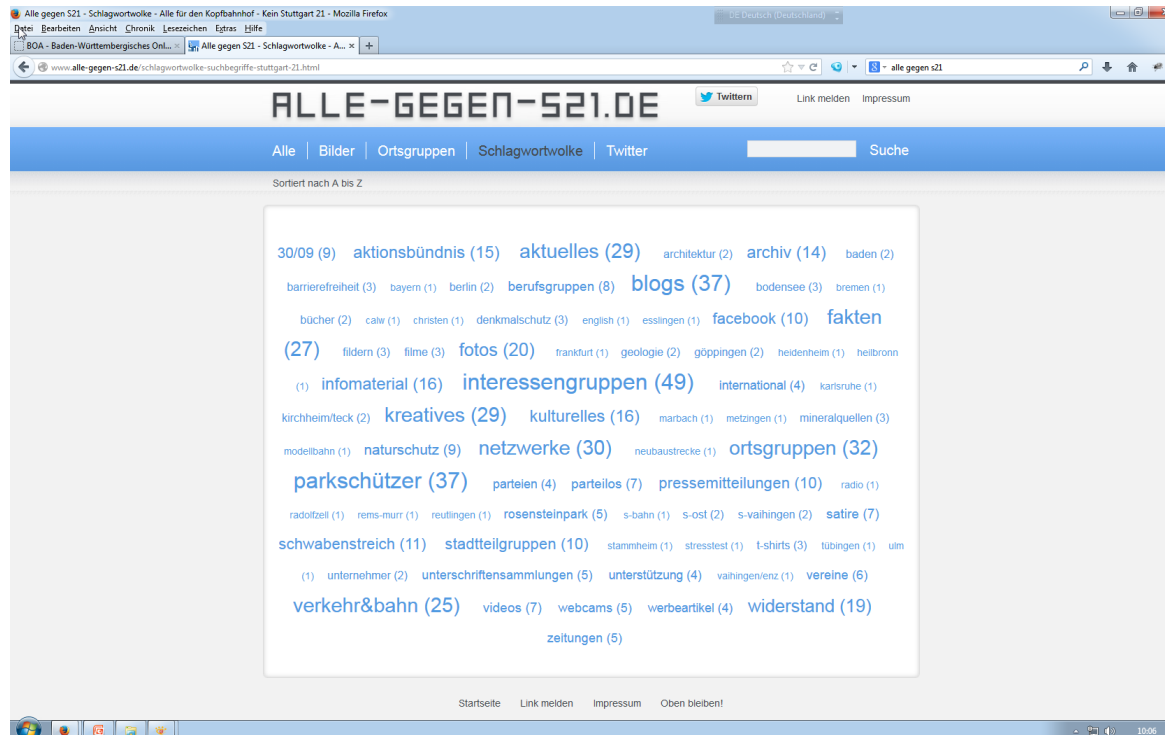 Alle gegen S21 - Schlagwortwolke - Alle für den Kopfbahnhof - Kein Stuttgart 21 - Mozilla Firefox
DE Deutsch (Deutschland)
Datei Bearbeiten Ansicht Chronik Lesezeichen Extras Hilfe
BOA - Baden-Württembergisches Onl... × Alle gegen S21 - Schlagwortwolke - A... × +
www.alle-gegen-s21.de/schlagwortwolke-suchbegriffe-stuttgart-21.html
alle gegen s21
ALLE-GEGEN-S21.DE
Twittern Link melden Impressum
Alle | Bilder | Ortsgruppen | Schlagwortwolke | Twitter Suche
Sortiert nach A bis Z
30/09 (9) aktionsbündnis (15) aktuelles (29) architektur (2) archiv (14) baden (2)
barrierefreiheit (3) bayern (1) berlin (2) berufsgruppen (8) blogs (37) bodensee (3) bremen (1)
bücher (2) calw (1) christen (1) denkmalschutz (3) english (1) esslingen (1) facebook (10) fakten
(27) fildern (3) filme (3) fotos (20) frankfurt (1) geologie (2) göppingen (2) heidenheim (1) heilbronn
(1) infomaterial (16) interessengruppen (49) international (4) karlsruhe (1)
kirchheim/teck (2) kreatives (29) kulturelles (16) marbach (1) metzingen (1) mineralquellen (3)
modellbahn (1) naturschutz (9) netzwerke (30) neubaustrecke (1) ortsgruppen (32)
parkschützer (37) parteien (4) parteilos (7) pressemitteilungen (10) radio (1)
radolfzell (1) rems-murr (1) reutlingen (1) rosensteinpark (5) s-bahn (1) s-ost (2) s-vaihingen (2) satire (7)
schwabenstreich (11) stadtteilgruppen (10) stammheim (1) stresstest (1) t-shirts (3) tübingen (1) ulm
(1) unternehmer (2) unterschriftensammlungen (5) unterstützung (4) vaihingen/enz (1) vereine (6)
verkehr&bahn (25) videos (7) webcams (5) werbeartikel (4) widerstand (19)
zeitungen (5)
Startseite Link melden Impressum Oben bleiben!
10:06